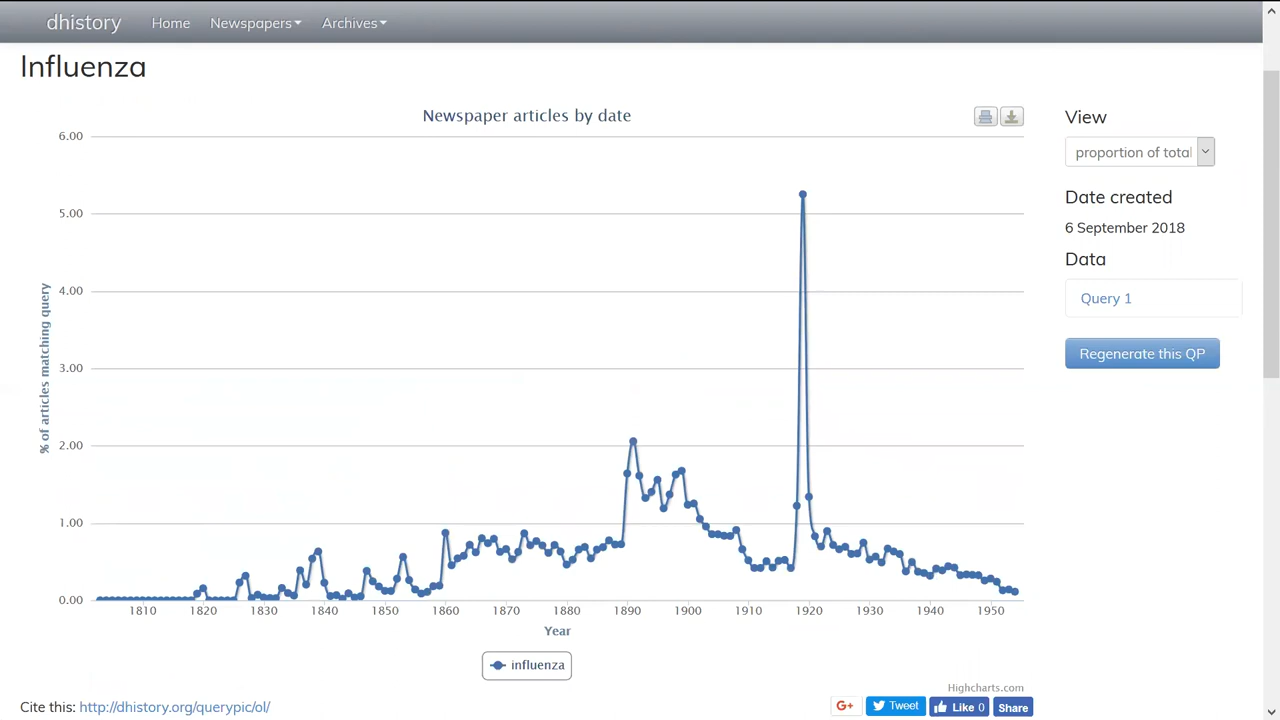 dhistory Home Newspapers Archives
Influenza
Newspaper articles by date
6.00
5.00
4.00
3.00
2.00
1.00
0.00
% of articles matching query
1810 1820 1830 1840 1850 1860 1870 1880 1890 1900 1910 1920 1930 1940 1950
Year
influenza
Highcharts.com
View
proportion of total
Date created
6 September 2018
Data
Query 1
Regenerate this QP
Cite this: http://dhistory.org/querypic/ol/
G+ Tweet Like 0 Share